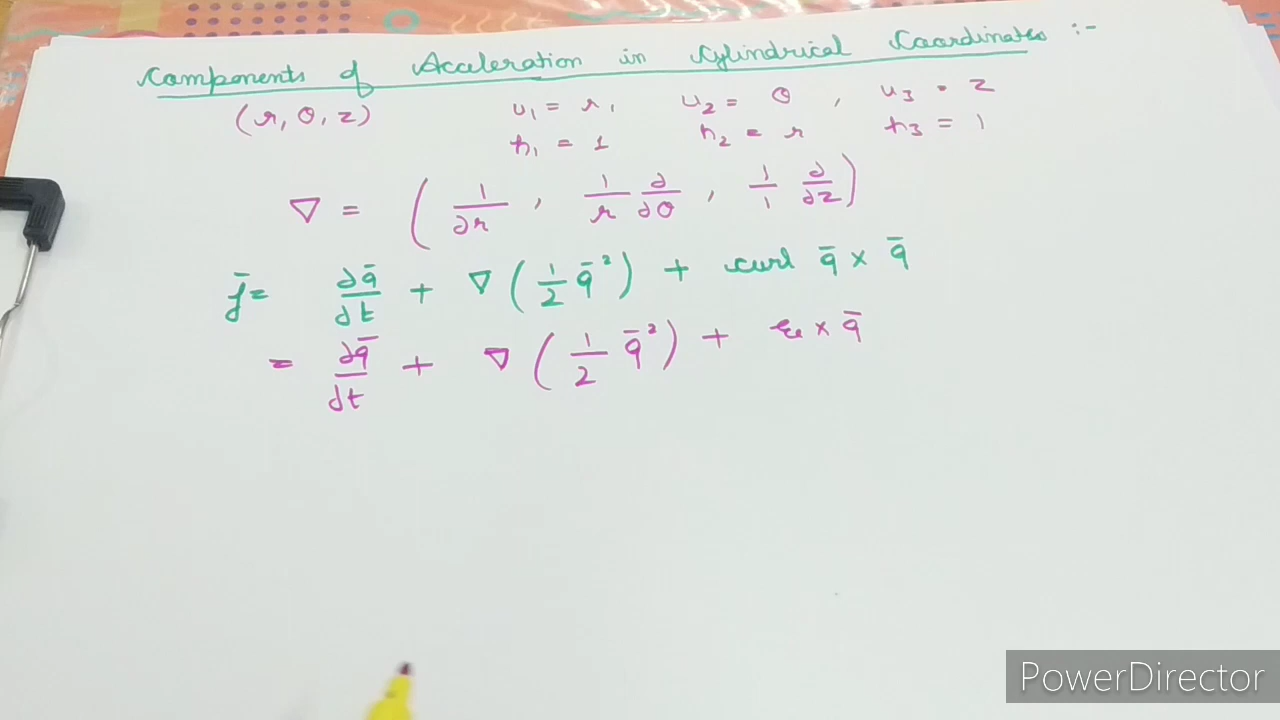 Components of Acceleration in Cylindrical Coordinates :-
(r, θ, z) u₁ = r, u₂ = θ , u₃ = z
h₁ = 1 h₂ = r h₃ = 1
∇ = ( 1/∂r , 1/r ∂/∂θ , 1/1 ∂/∂z )
f̄ = ∂q̄/∂t + ∇ ( 1/2 q̄² ) + curl q̄ × q̄
= ∂q̄/∂t + ∇ ( 1/2 q̄² ) + ξ × q̄
PowerDirector